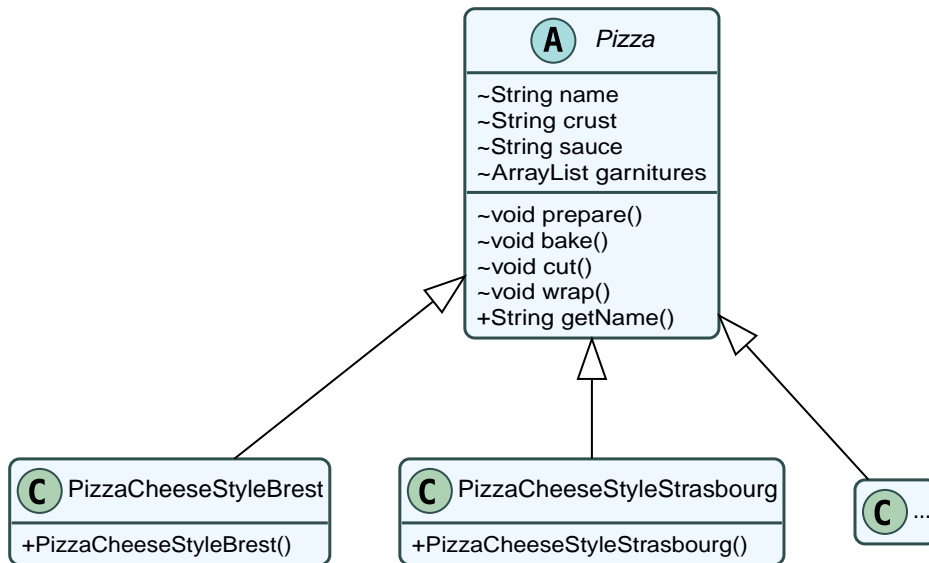 A Pizza
~String name
~String crust
~String sauce
~ArrayList garnitures
~void prepare()
~void bake()
~void cut()
~void wrap()
+String getName()
C PizzaCheeseStyleBrest
+PizzaCheeseStyleBrest()
C PizzaCheeseStyleStrasbourg
+PizzaCheeseStyleStrasbourg()
C ...